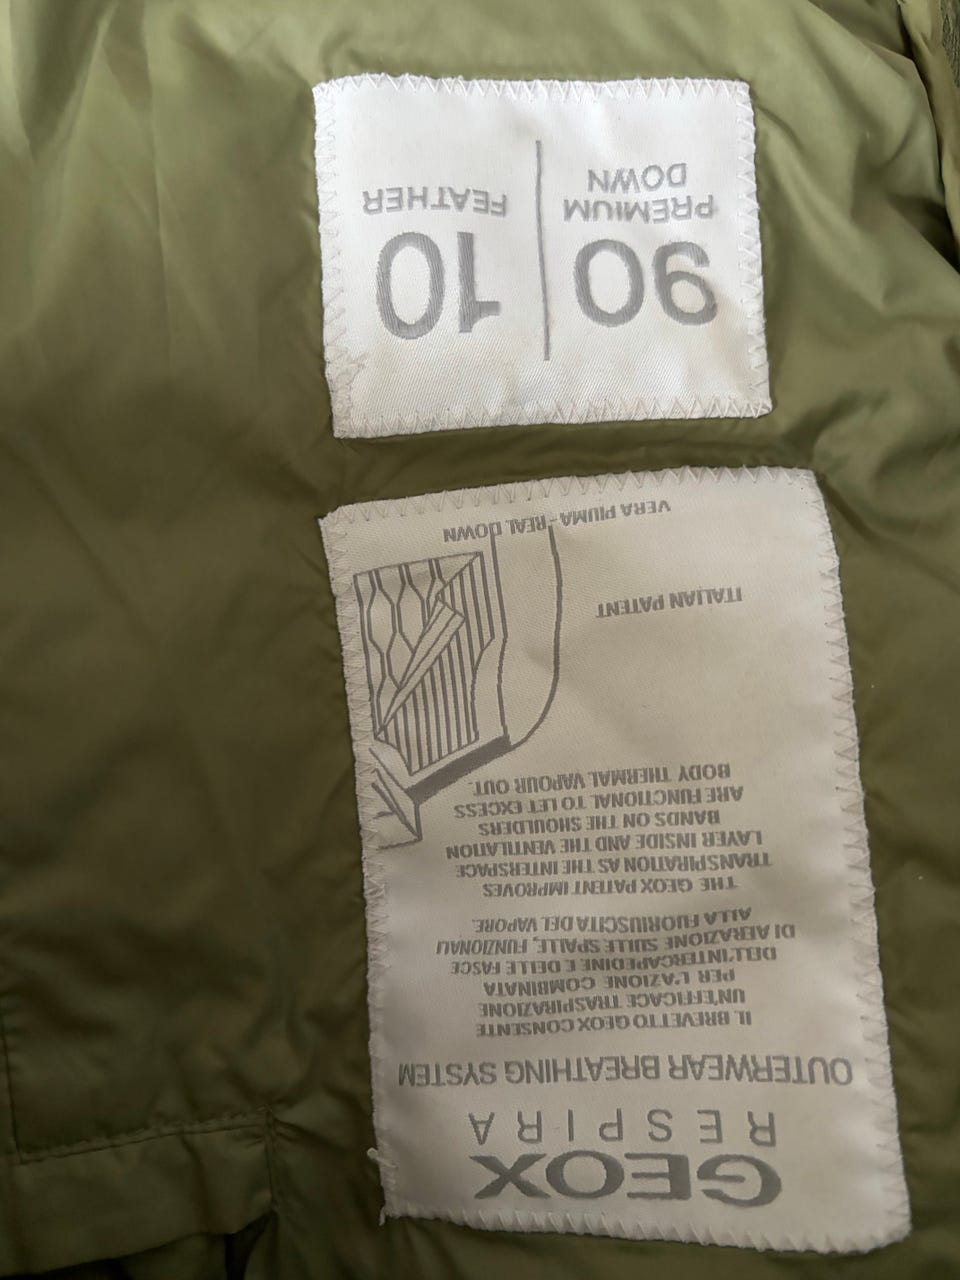 GEOX
RESPIRA
OUTERWEAR BREATHING SYSTEM
IL BREVETTO GEOX CONSENTE
UN'EFFICACE TRASPIRAZIONE
PER L'AZIONE COMBINATA
DELL'INTERCAPEDINE E DELLE FASCE
DI AERAZIONE SULLE SPALLE, FUNZIONALI
ALLA FUORIUSCITA DEL VAPORE.
THE GEOX PATENT IMPROVES
TRANSPIRATION AS THE INTERSPACE
LAYER INSIDE AND THE VENTILATION
BANDS ON THE SHOULDERS
ARE FUNCTIONAL TO LET EXCESS
BODY THERMAL VAPOUR OUT.
ITALIAN PATENT
VERA PIUMA - REAL DOWN
90 10
PREMIUM FEATHER
DOWN